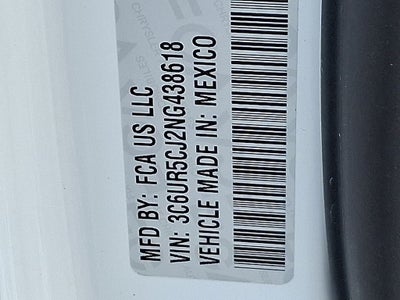 MFD BY: FCA US LLC
VIN: 3C6UR5CJ2NG438618
VEHICLE MADE IN: MEXICO